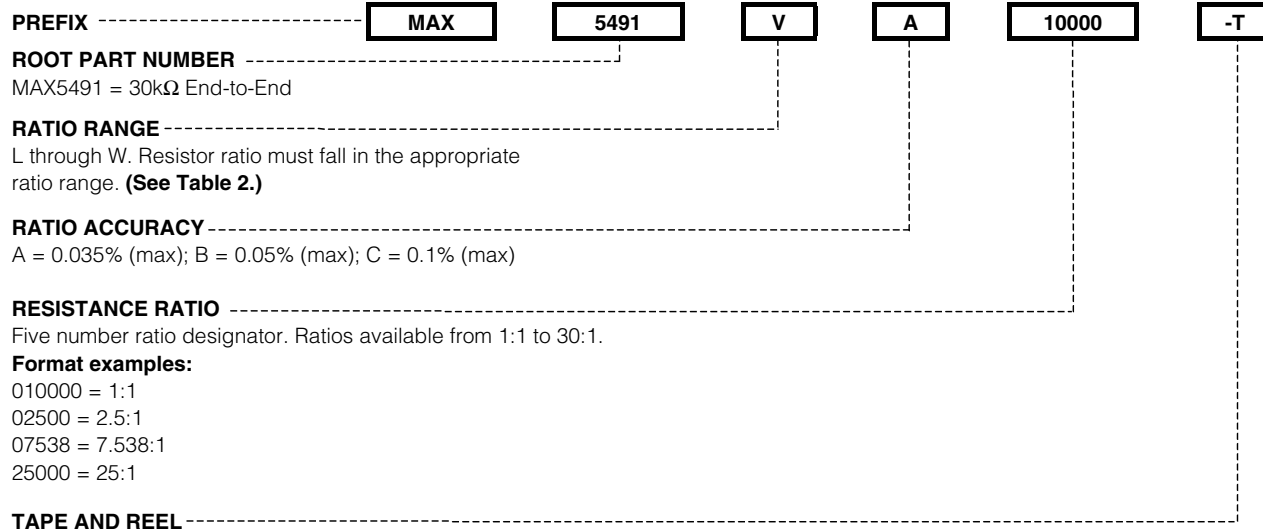 PREFIX MAX 5491 V A 10000 -T
ROOT PART NUMBER
MAX5491 = 30kΩ End-to-End
RATIO RANGE
L through W. Resistor ratio must fall in the appropriate
ratio range. (See Table 2.)
RATIO ACCURACY
A = 0.035% (max); B = 0.05% (max); C = 0.1% (max)
RESISTANCE RATIO
Five number ratio designator. Ratios available from 1:1 to 30:1.
Format examples:
010000 = 1:1
02500 = 2.5:1
07538 = 7.538:1
25000 = 25:1
TAPE AND REEL